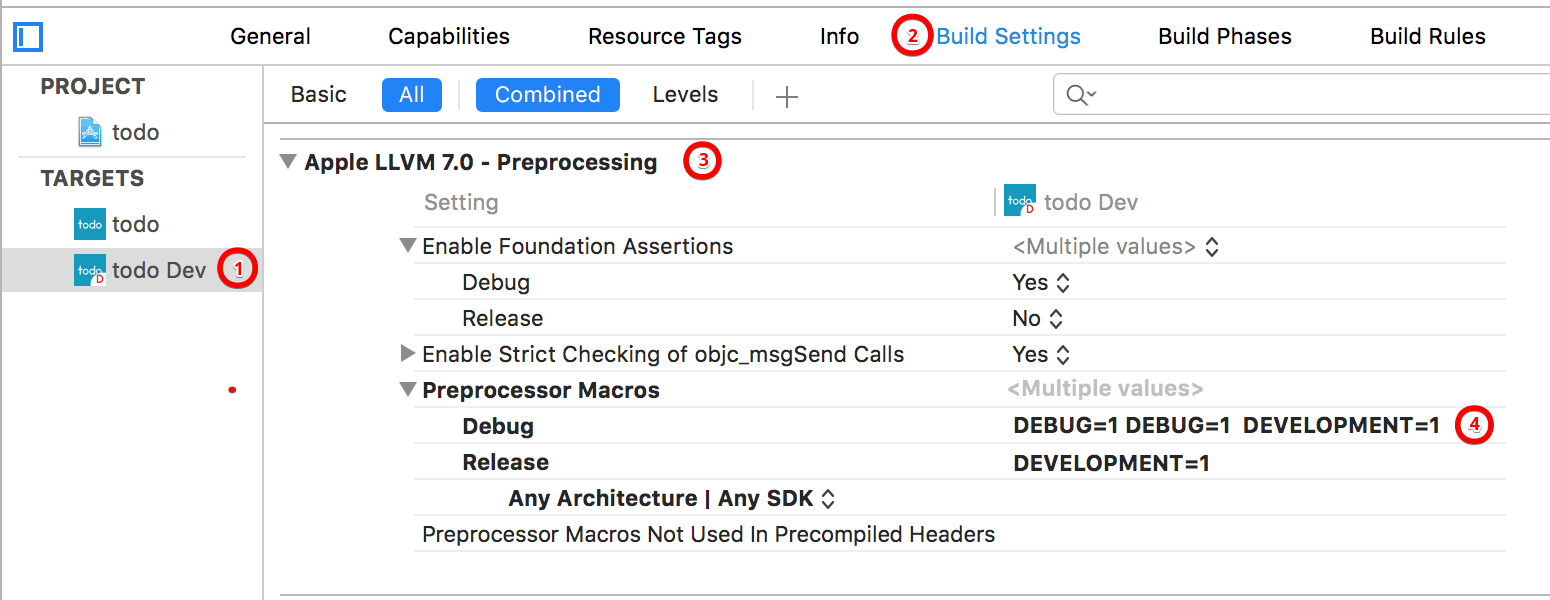 General Capabilities Resource Tags Info 2 Build Settings Build Phases Build Rules
PROJECT
todo
TARGETS
todo todo
todo D todo Dev 1
Basic All Combined Levels
Apple LLVM 7.0 - Preprocessing 3
Setting todo D todo Dev
Enable Foundation Assertions <Multiple values>
Debug Yes
Release No
Enable Strict Checking of objc_msgSend Calls Yes
Preprocessor Macros <Multiple values>
Debug DEBUG=1 DEBUG=1 DEVELOPMENT=1 4
Release DEVELOPMENT=1
Any Architecture | Any SDK
Preprocessor Macros Not Used In Precompiled Headers